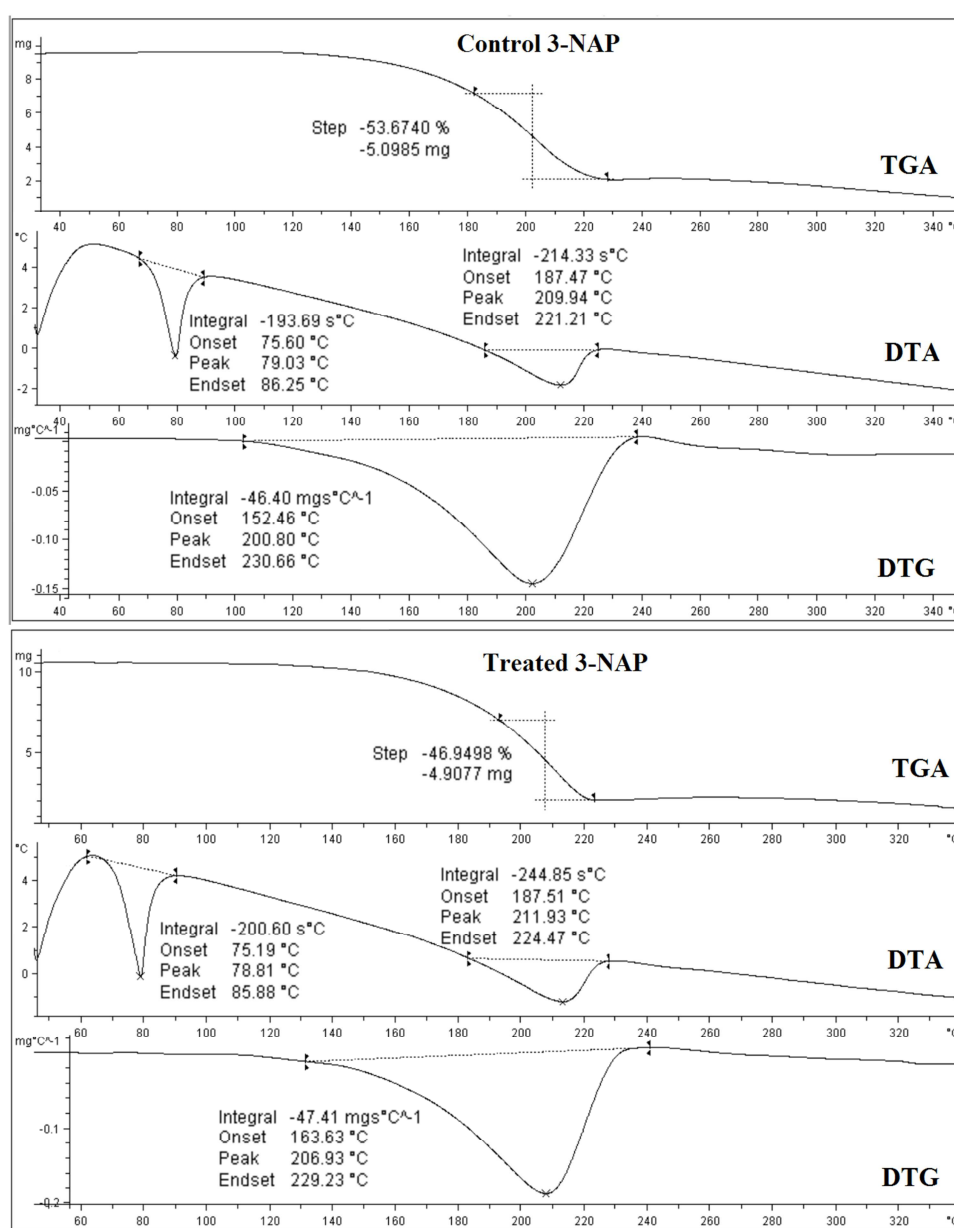 Control 3-NAP
mg
8
6
4
2
Step -53.6740 %
-5.0985 mg
TGA
40 60 80 100 120 140 160 180 200 220 240 260 280 300 320 340 °
°C
4
2
0
-2
Integral -193.69 s°C
Onset 75.60 °C
Peak 79.03 °C
Endset 86.25 °C
Integral -214.33 s°C
Onset 187.47 °C
Peak 209.94 °C
Endset 221.21 °C
DTA
40 60 80 100 120 140 160 180 200 220 240 260 280 300 320 340 °
mg°C^-1
-0.05
-0.10
-0.15
Integral -46.40 mgs°C^-1
Onset 152.46 °C
Peak 200.80 °C
Endset 230.66 °C
DTG
40 60 80 100 120 140 160 180 200 220 240 260 280 300 320 340 °
Treated 3-NAP
mg
10
5
Step -46.9498 %
-4.9077 mg
TGA
60 80 100 120 140 160 180 200 220 240 260 280 300 320 °
°C
4
2
0
Integral -200.60 s°C
Onset 75.19 °C
Peak 78.81 °C
Endset 85.88 °C
Integral -244.85 s°C
Onset 187.51 °C
Peak 211.93 °C
Endset 224.47 °C
DTA
60 80 100 120 140 160 180 200 220 240 260 280 300 320 °
mg°C^-1
-0.1
-0.2
Integral -47.41 mgs°C^-1
Onset 163.63 °C
Peak 206.93 °C
Endset 229.23 °C
DTG
60 80 100 120 140 160 180 200 220 240 260 280 300 320 °